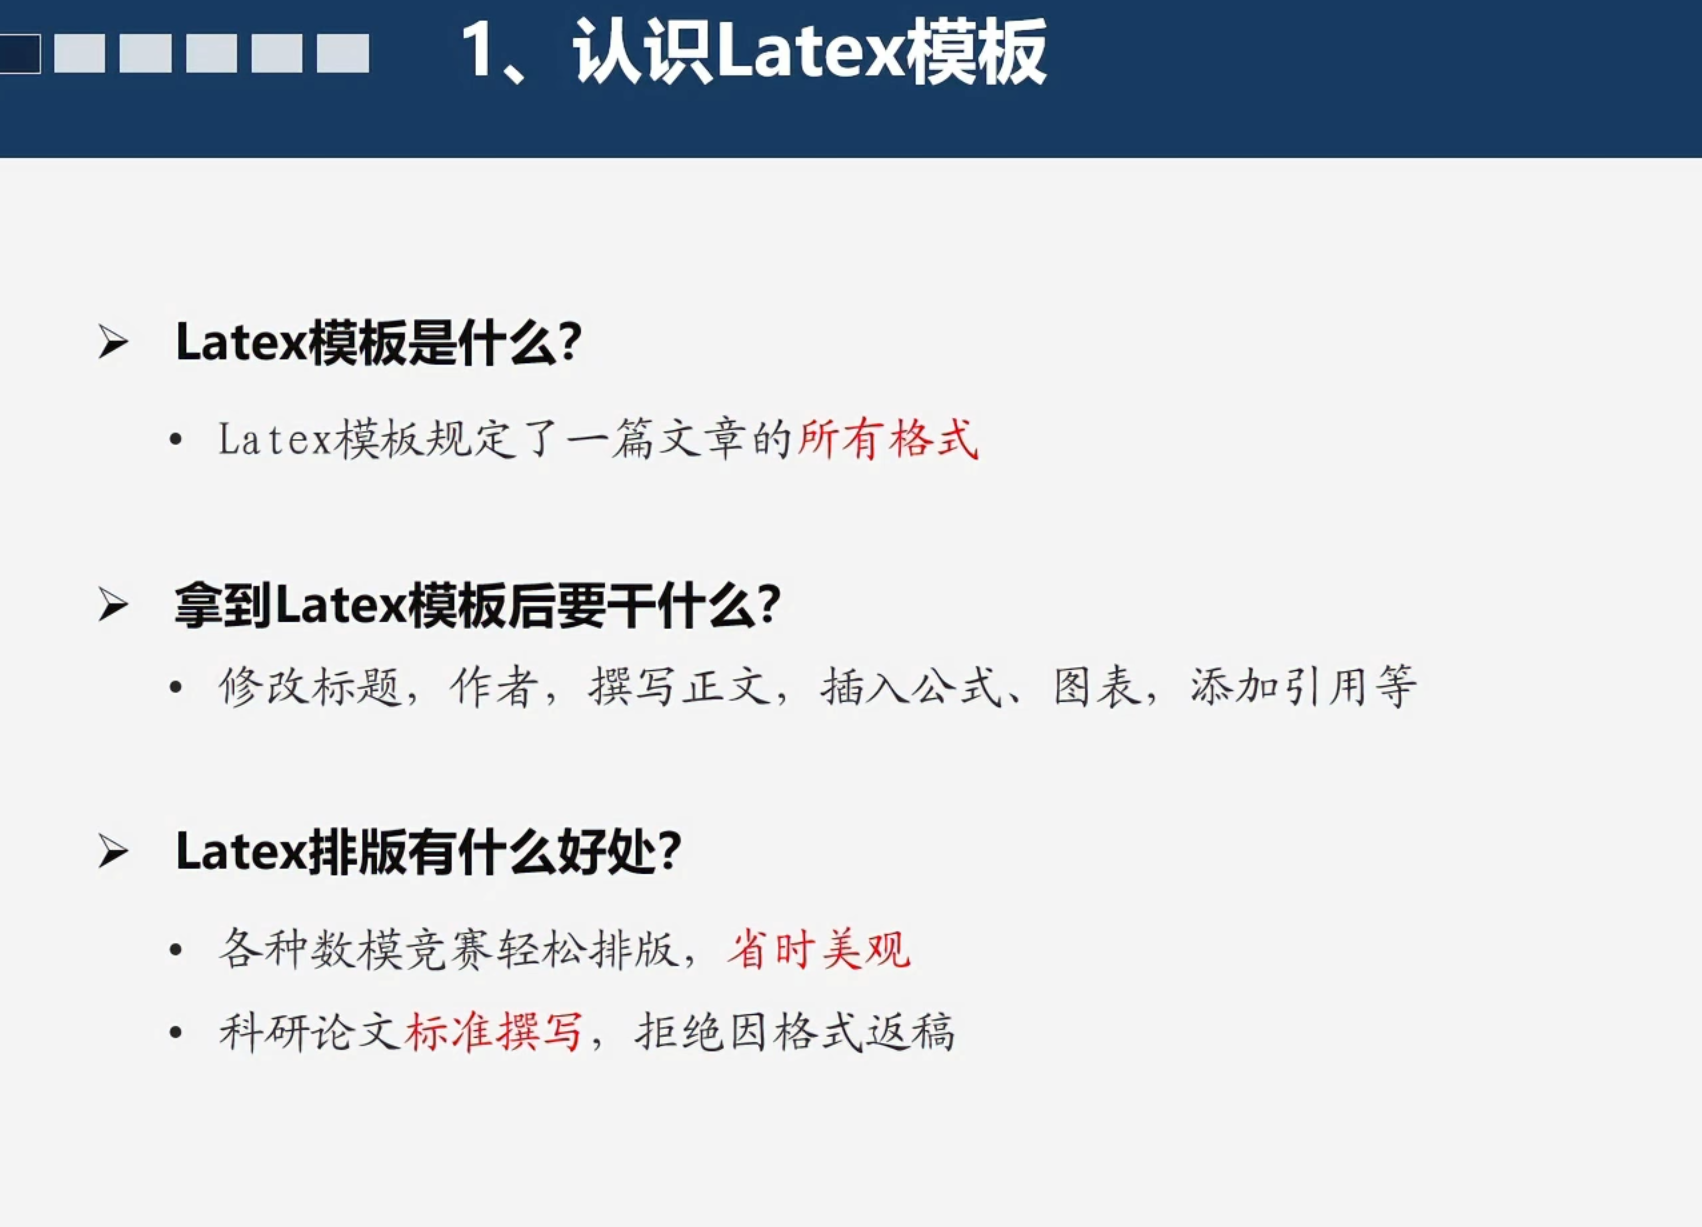 1、认识Latex模板
➢ Latex模板是什么？
• Latex模板规定了一篇文章的所有格式
➢ 拿到Latex模板后要干什么？
• 修改标题，作者，撰写正文，插入公式、图表，添加引用等
➢ Latex排版有什么好处？
• 各种数模竞赛轻松排版，省时美观
• 科研论文标准撰写，拒绝因格式返稿